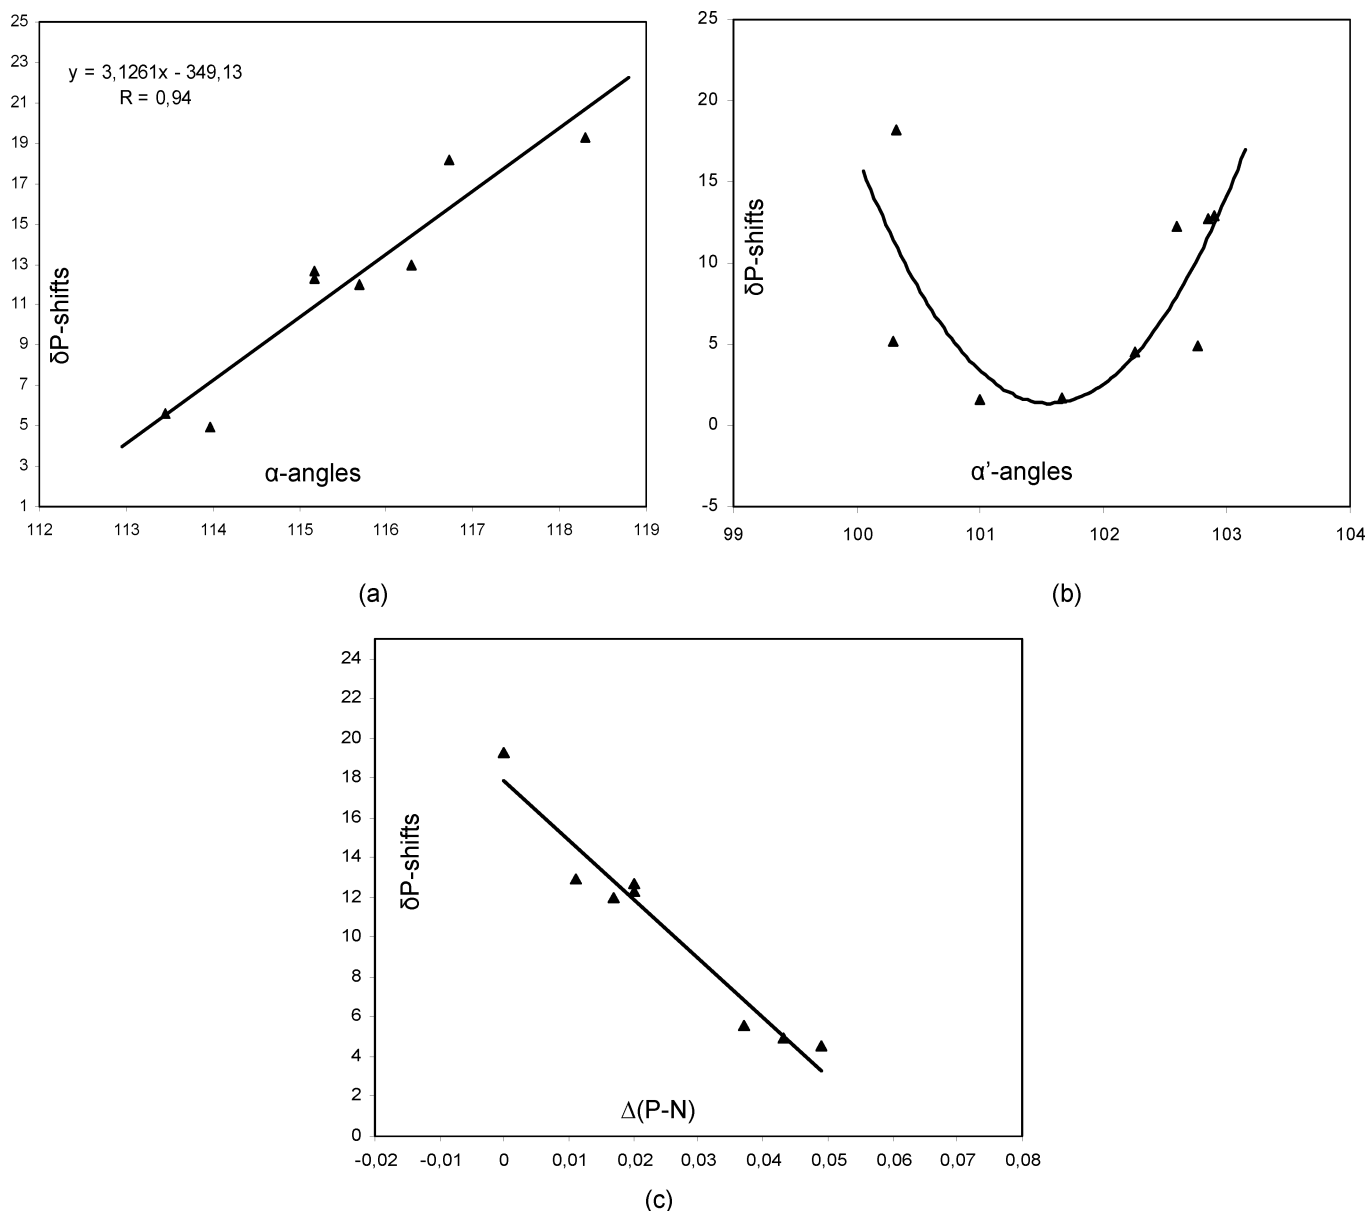 25
23
21
19
17
15
13
11
9
7
5
3
1
y = 3,1261x - 349,13
R = 0,94
δP-shifts
α-angles
112 113 114 115 116 117 118 119
(a)
25
20
15
10
5
0
-5
δP-shifts
α’-angles
99 100 101 102 103 104
(b)
24
22
20
18
16
14
12
10
8
6
4
2
0
δP-shifts
Δ(P-N)
-0,02 -0,01 0 0,01 0,02 0,03 0,04 0,05 0,06 0,07 0,08
(c)